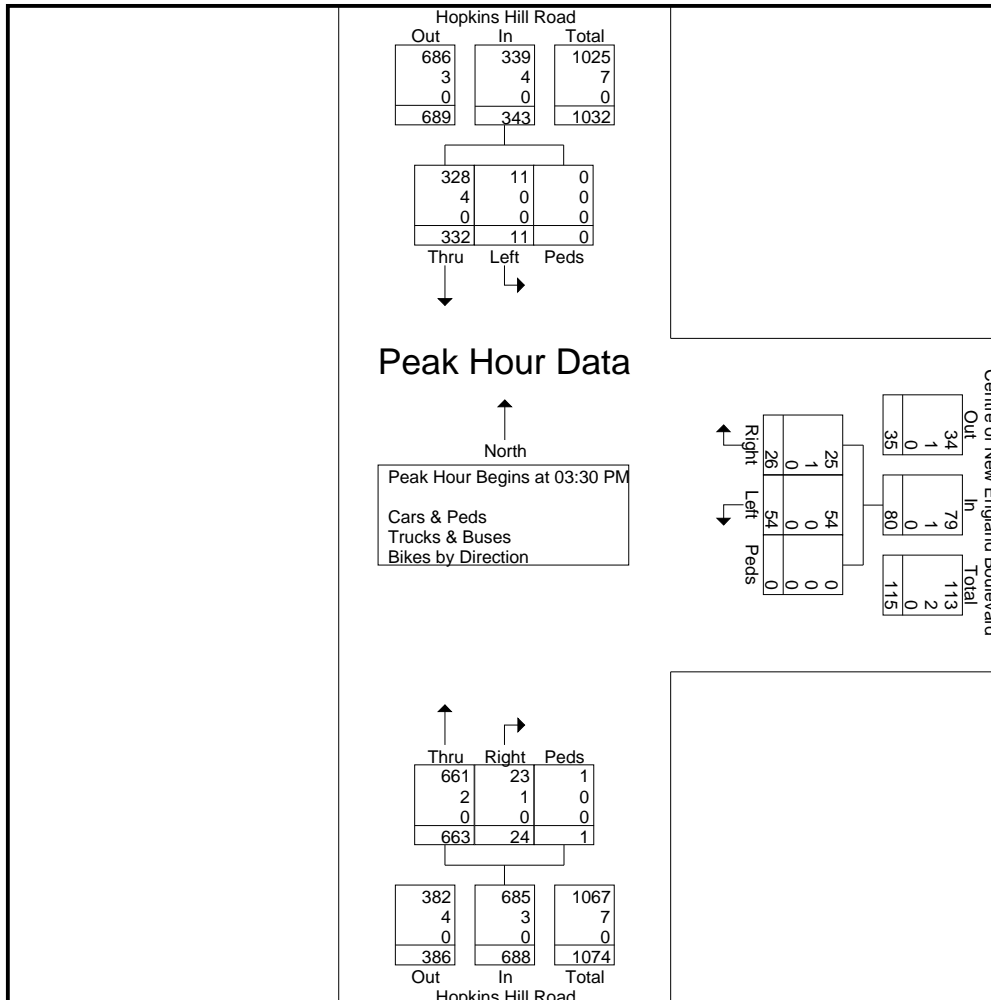 Hopkins Hill Road
Out In Total
686 339 1025
3 4 7
0 0 0
689 343 1032
328 11 0
4 0 0
0 0 0
332 11 0
Thru Left Peds
Peak Hour Data
North
Peak Hour Begins at 03:30 PM
Cars & Peds
Trucks & Buses
Bikes by Direction
Centre of New England Boulevard
Out In Total
34 79 113
1 1 2
0 0 0
35 80 115
25 54 0
1 0 0
0 0 0
26 54 0
Right Left Peds
Thru Right Peds
661 23 1
2 1 0
0 0 0
663 24 1
382 685 1067
4 3 7
0 0 0
386 688 1074
Out In Total
Hopkins Hill Road